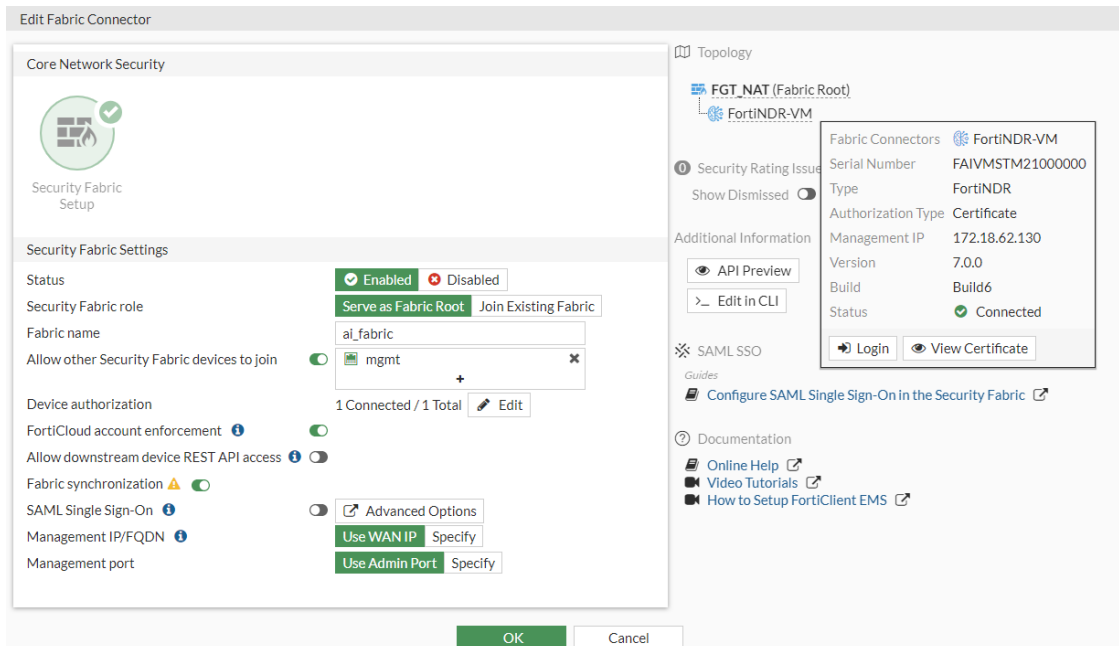 Edit Fabric Connector
Core Network Security
Security Fabric
Setup
Security Fabric Settings
Status Enabled Disabled
Security Fabric role Serve as Fabric Root Join Existing Fabric
Fabric name ai_fabric
Allow other Security Fabric devices to join mgmt
+
Device authorization 1 Connected / 1 Total Edit
FortiCloud account enforcement
Allow downstream device REST API access
Fabric synchronization
SAML Single Sign-On Advanced Options
Management IP/FQDN Use WAN IP Specify
Management port Use Admin Port Specify
Topology
FGT_NAT (Fabric Root)
FortiNDR-VM
0 Security Rating Issue
Show Dismissed
Additional Information
API Preview
>_ Edit in CLI
SAML SSO
Guides
Configure SAML Single Sign-On in the Security Fabric
Documentation
Online Help
Video Tutorials
How to Setup FortiClient EMS
Fabric Connectors FortiNDR-VM
Serial Number FAIVMSTM21000000
Type FortiNDR
Authorization Type Certificate
Management IP 172.18.62.130
Version 7.0.0
Build Build6
Status Connected
Login View Certificate
OK Cancel